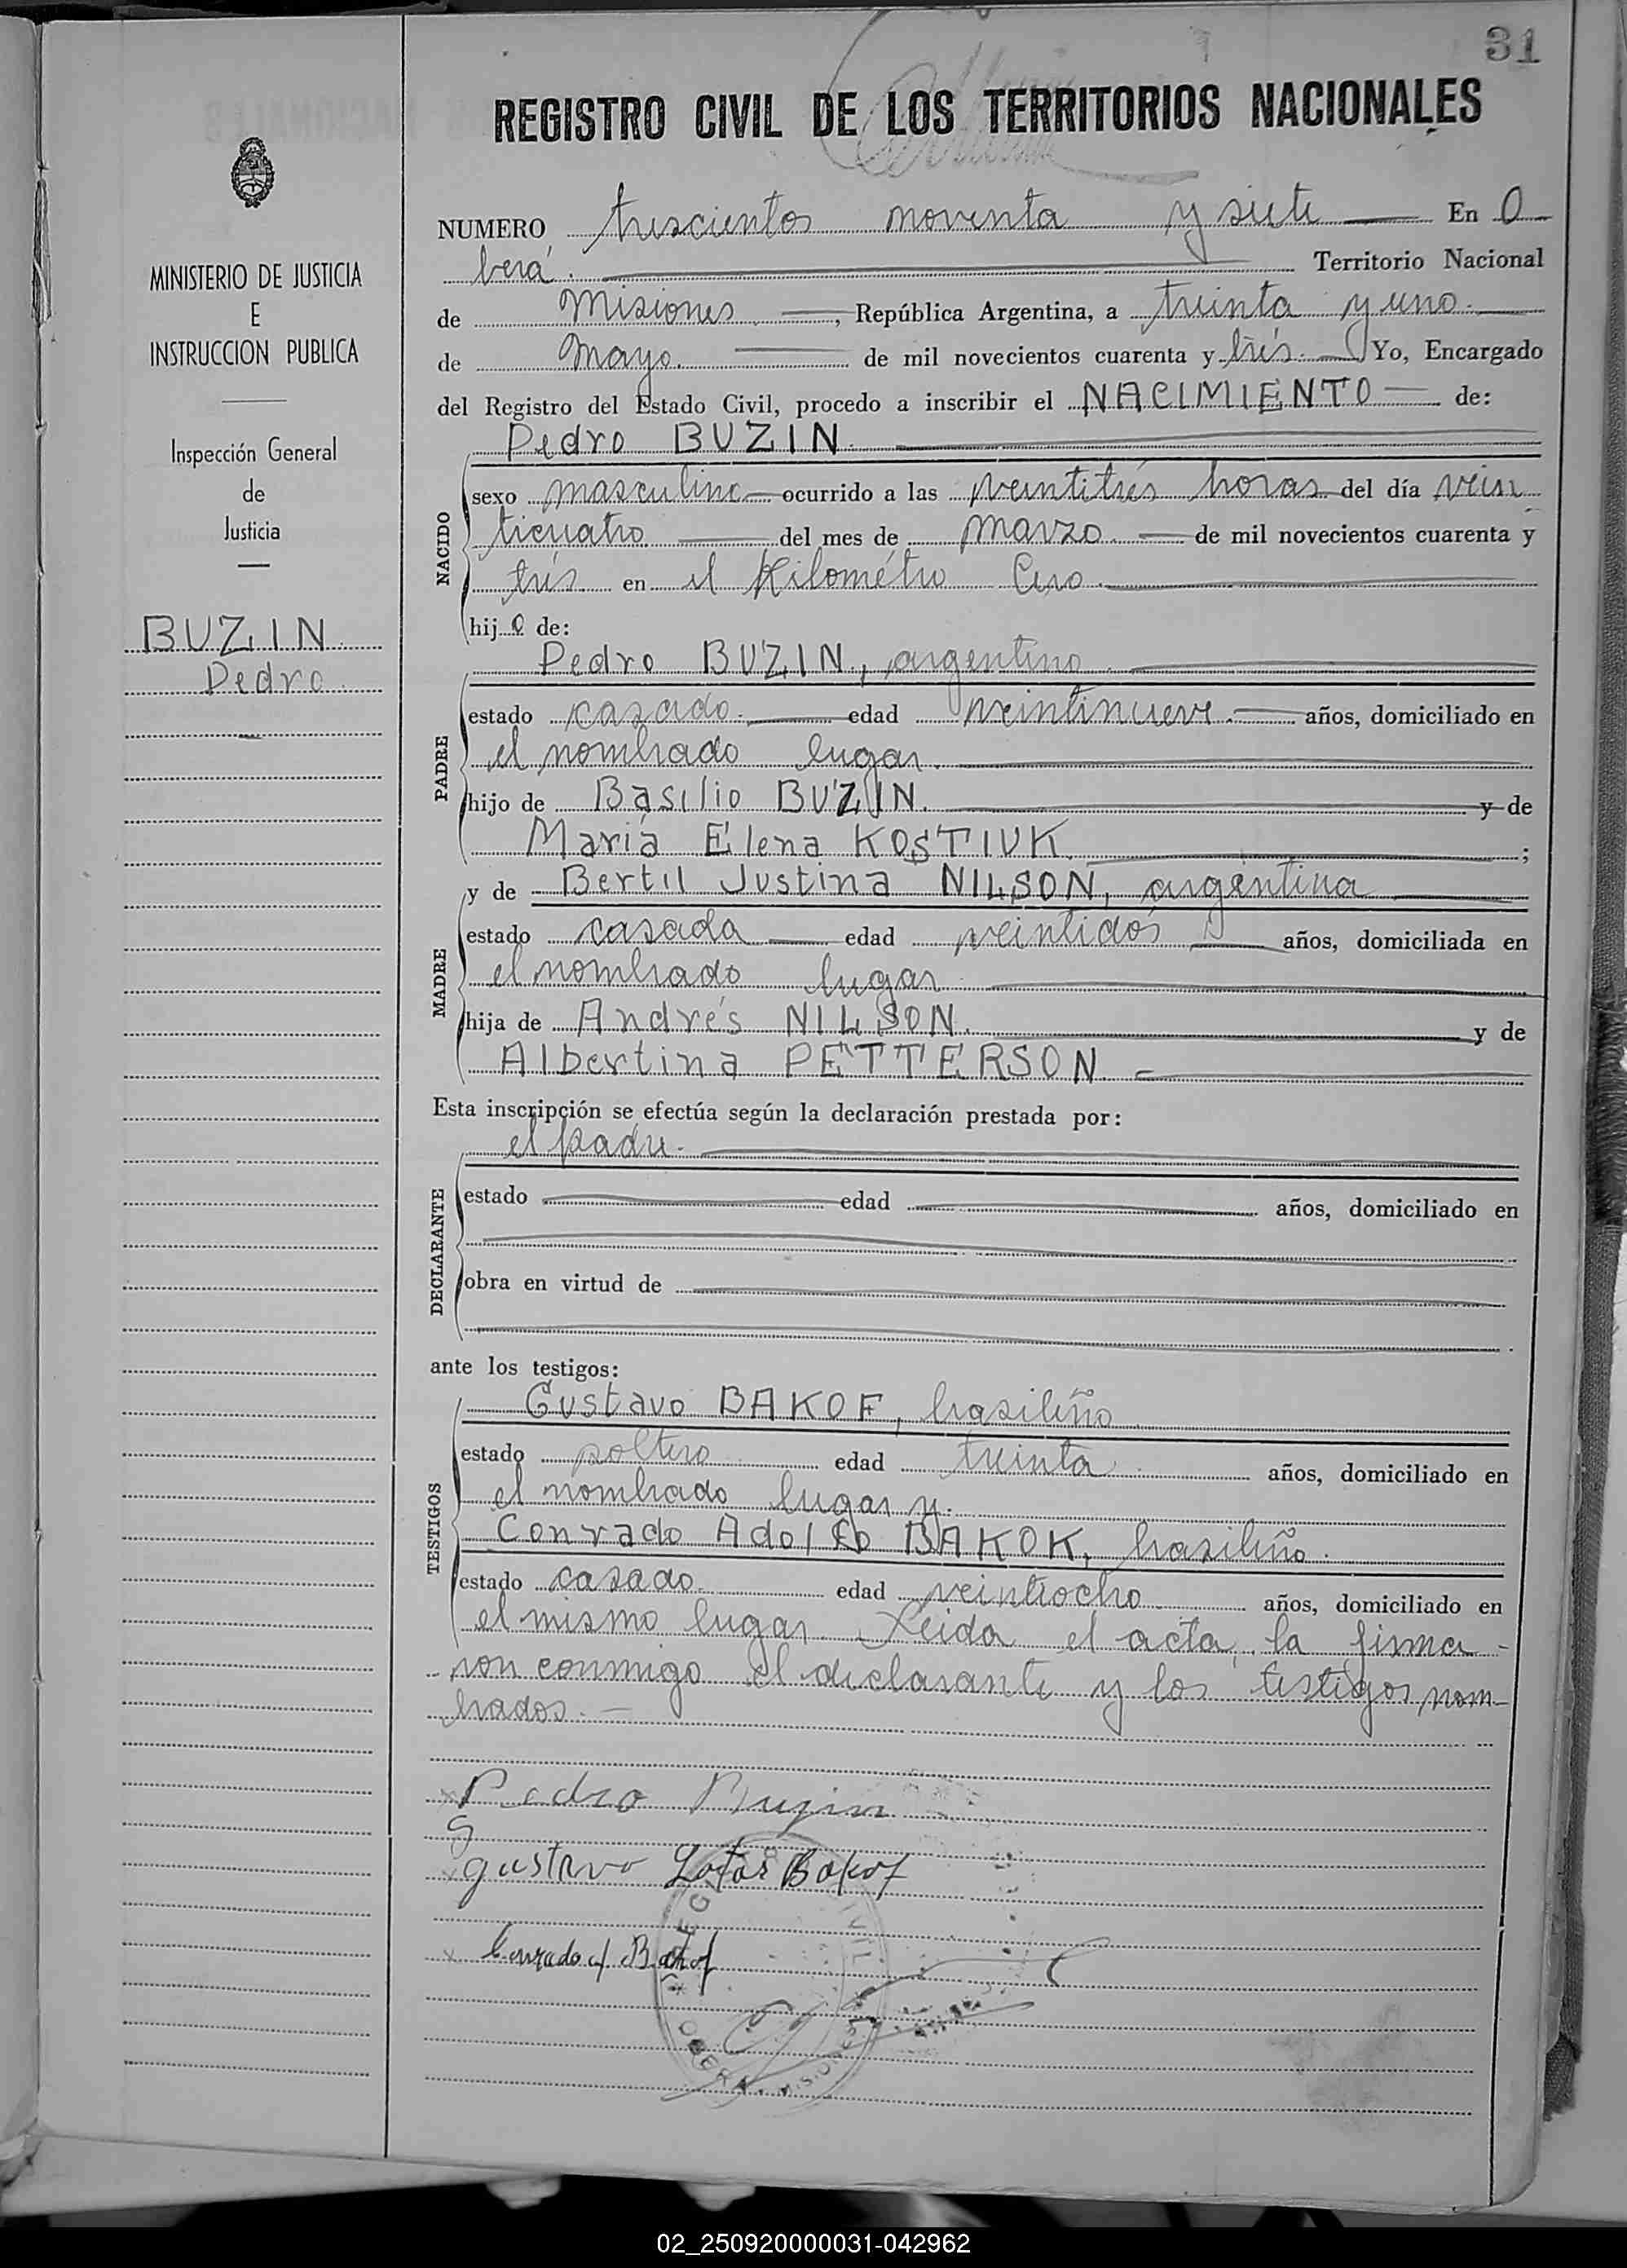 31
REGISTRO CIVIL DE LOS TERRITORIOS NACIONALES
MINISTERIO DE JUSTICIA
E
INSTRUCCION PUBLICA
Inspección General
de
Justicia
BUZIN
Pedro
NUMERO trescientos noventa y siete En O
berá. Territorio Nacional
de Misiones, República Argentina, a treinta y uno.
de Mayo. de mil novecientos cuarenta y trés. Yo, Encargado
del Registro del Estado Civil, procedo a inscribir el NACIMIENTO de:
Pedro BUZIN.
NACIDO
sexo masculino ocurrido a las veintitrés horas del día vein
ticuatro del mes de marzo. de mil novecientos cuarenta y
trés en el Kilométro Cero.
hijo de:
Pedro BUZIN, argentino
PADRE
estado casado. edad veintinueve. años, domiciliado en
el nombrado lugar.
hijo de Basilio BUZIN. y de
María Elena KOSTIUK. ;
y de Bertil Justina NILSON, argentina
MADRE
estado casada edad veintidós años, domiciliada en
el nombrado lugar
hija de Andrés NILSON. y de
Albertina PETTERSON -
Esta inscripción se efectúa según la declaración prestada por:
el padre.
DECLARANTE
estado edad años, domiciliado en
obra en virtud de
ante los testigos:
Gustavo BAKOF, brasileño
TESTIGOS
estado soltero edad treinta años, domiciliado en
el nombrado lugar y.
Conrado Adolfo BAKOK, brasileño.
estado casado. edad veintiocho años, domiciliado en
el mismo lugar. Leida el acta, la firma-
ron conmigo el declarante y los testigos nom-
brados.-
x Pedro Buzin
x gustavo Lotar Bakof
x Conrado A Bakof
OBERA
02_250920000031-042962